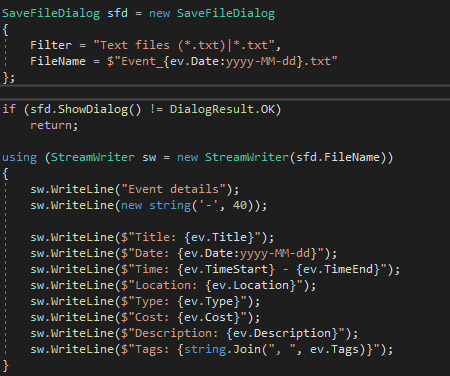 SaveFileDialog sfd = new SaveFileDialog
{
    Filter = "Text files (*.txt)|*.txt",
    FileName = $"Event_{ev.Date:yyyy-MM-dd}.txt"
};
if (sfd.ShowDialog() != DialogResult.OK)
    return;
using (StreamWriter sw = new StreamWriter(sfd.FileName))
{
    sw.WriteLine("Event details");
    sw.WriteLine(new string('-', 40));
    sw.WriteLine($"Title: {ev.Title}");
    sw.WriteLine($"Date: {ev.Date:yyyy-MM-dd}");
    sw.WriteLine($"Time: {ev.TimeStart} - {ev.TimeEnd}");
    sw.WriteLine($"Location: {ev.Location}");
    sw.WriteLine($"Type: {ev.Type}");
    sw.WriteLine($"Cost: {ev.Cost}");
    sw.WriteLine($"Description: {ev.Description}");
    sw.WriteLine($"Tags: {string.Join(", ", ev.Tags)}");
}